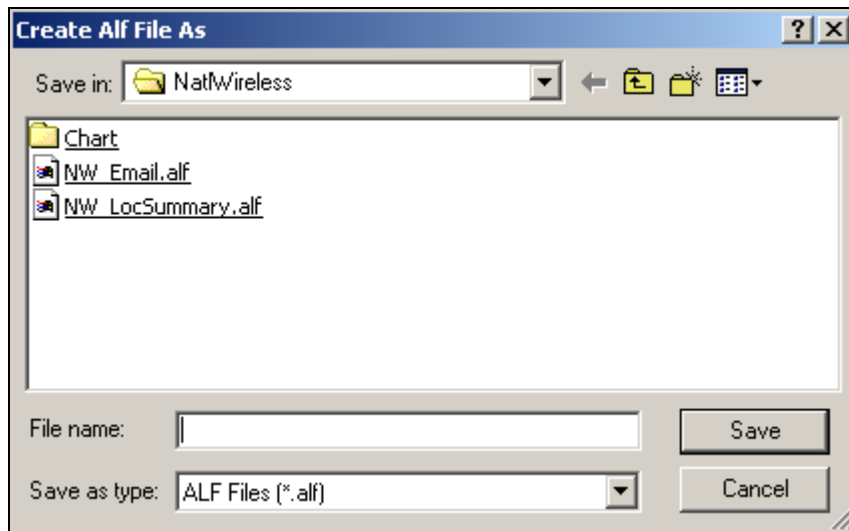 Create Alf File As
Save in: NatlWireless
Chart
NW_Email.alf
NW_LocSummary.alf
File name:
Save
Save as type: ALF Files (*.alf)
Cancel